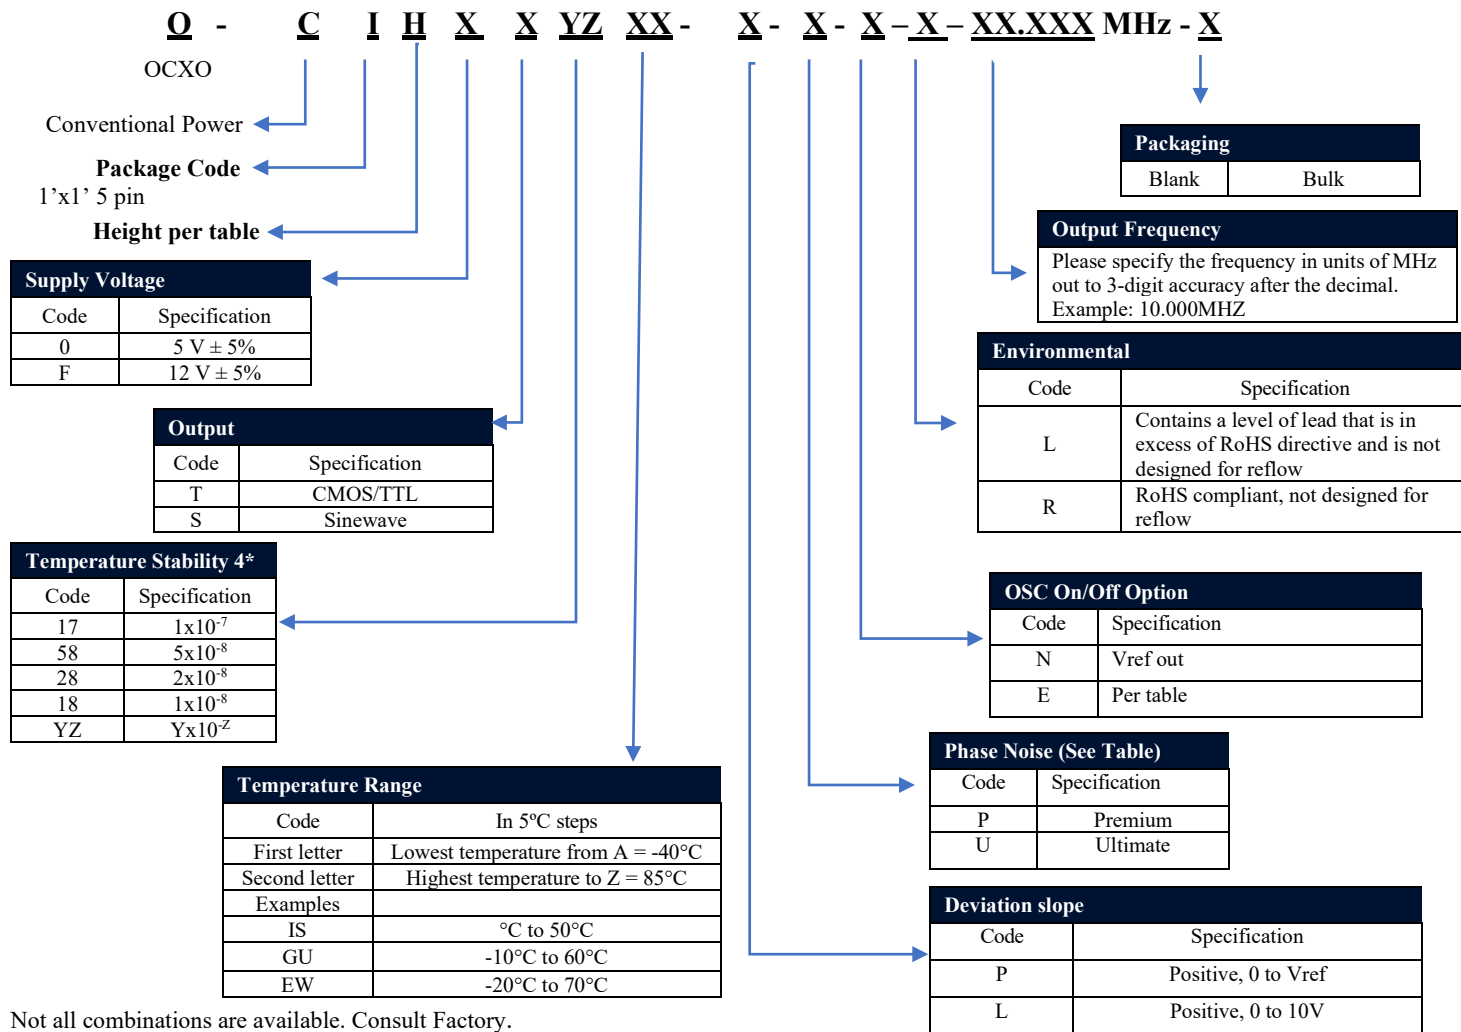 O - C I H X X YZ XX - X - X - X – X – XX.XXX MHz - X
OCXO
Conventional Power
Package Code
1’x1’ 5 pin
Height per table
Supply Voltage
Code Specification
0 5 V ± 5%
F 12 V ± 5%
Output
Code Specification
T CMOS/TTL
S Sinewave
Temperature Stability 4*
Code Specification
17 1x10⁻⁷
58 5x10⁻⁸
28 2x10⁻⁸
18 1x10⁻⁸
YZ Yx10⁻ᶻ
Temperature Range
Code In 5ºC steps
First letter Lowest temperature from A = -40°C
Second letter Highest temperature to Z = 85°C
Examples
IS °C to 50°C
GU -10°C to 60°C
EW -20°C to 70°C
Not all combinations are available. Consult Factory.
Packaging
Blank Bulk
Output Frequency
Please specify the frequency in units of MHz
out to 3-digit accuracy after the decimal.
Example: 10.000MHZ
Environmental
Code Specification
L Contains a level of lead that is in
excess of RoHS directive and is not
designed for reflow
R RoHS compliant, not designed for
reflow
OSC On/Off Option
Code Specification
N Vref out
E Per table
Phase Noise (See Table)
Code Specification
P Premium
U Ultimate
Deviation slope
Code Specification
P Positive, 0 to Vref
L Positive, 0 to 10V